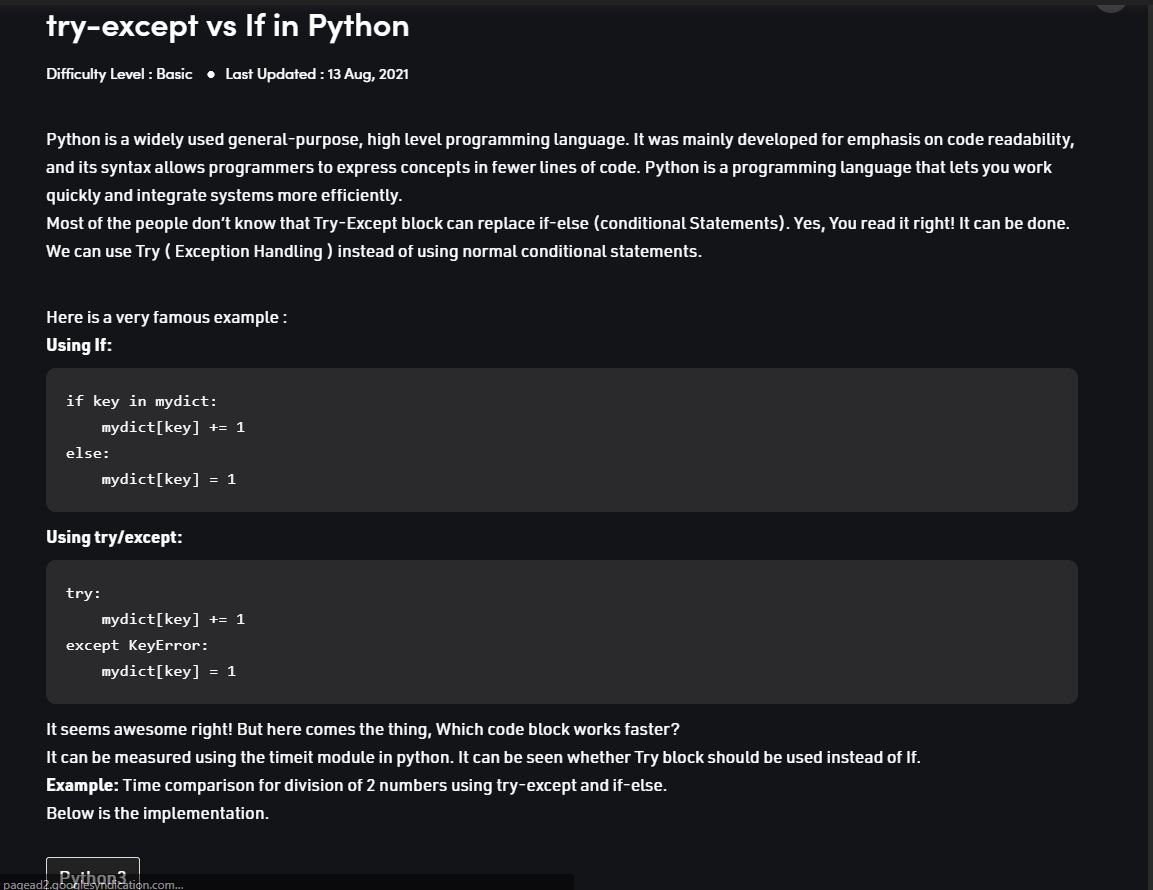 try-except vs If in Python
Difficulty Level : Basic ● Last Updated : 13 Aug, 2021
Python is a widely used general-purpose, high level programming language. It was mainly developed for emphasis on code readability,
and its syntax allows programmers to express concepts in fewer lines of code. Python is a programming language that lets you work
quickly and integrate systems more efficiently.
Most of the people don’t know that Try-Except block can replace if-else (conditional Statements). Yes, You read it right! It can be done.
We can use Try ( Exception Handling ) instead of using normal conditional statements.
Here is a very famous example :
Using If:
if key in mydict:
    mydict[key] += 1
else:
    mydict[key] = 1
Using try/except:
try:
    mydict[key] += 1
except KeyError:
    mydict[key] = 1
It seems awesome right! But here comes the thing, Which code block works faster?
It can be measured using the timeit module in python. It can be seen whether Try block should be used instead of If.
Example: Time comparison for division of 2 numbers using try-except and if-else.
Below is the implementation.
Python3
pagead2.googlesyndication.com...